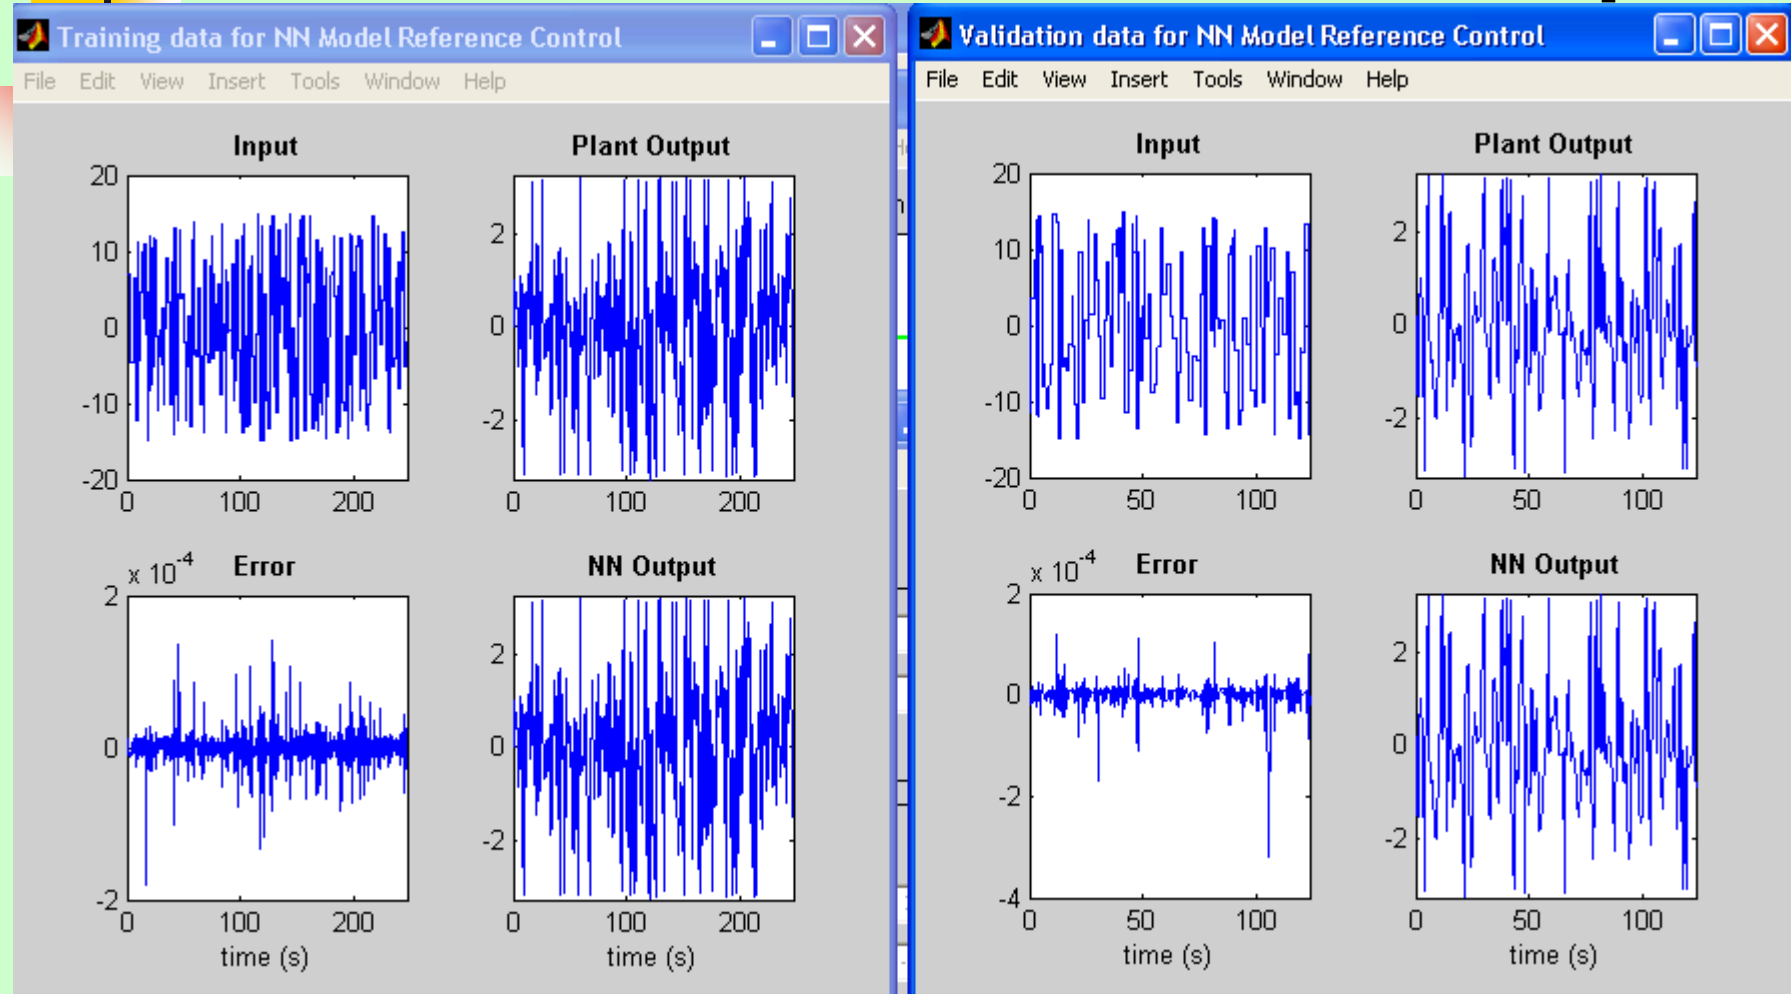 Training data for NN Model Reference Control
File Edit View Insert Tools Window Help
Input
20
10
0
-10
-20
0 100 200
Plant Output
2
0
-2
0 100 200
x 10^-4 Error
2
0
-2
0 100 200
time (s)
NN Output
2
0
-2
0 100 200
time (s)
Validation data for NN Model Reference Control
File Edit View Insert Tools Window Help
Input
20
10
0
-10
-20
0 50 100
Plant Output
2
0
-2
0 50 100
x 10^-4 Error
2
0
-2
-4
0 50 100
time (s)
NN Output
2
0
-2
0 50 100
time (s)